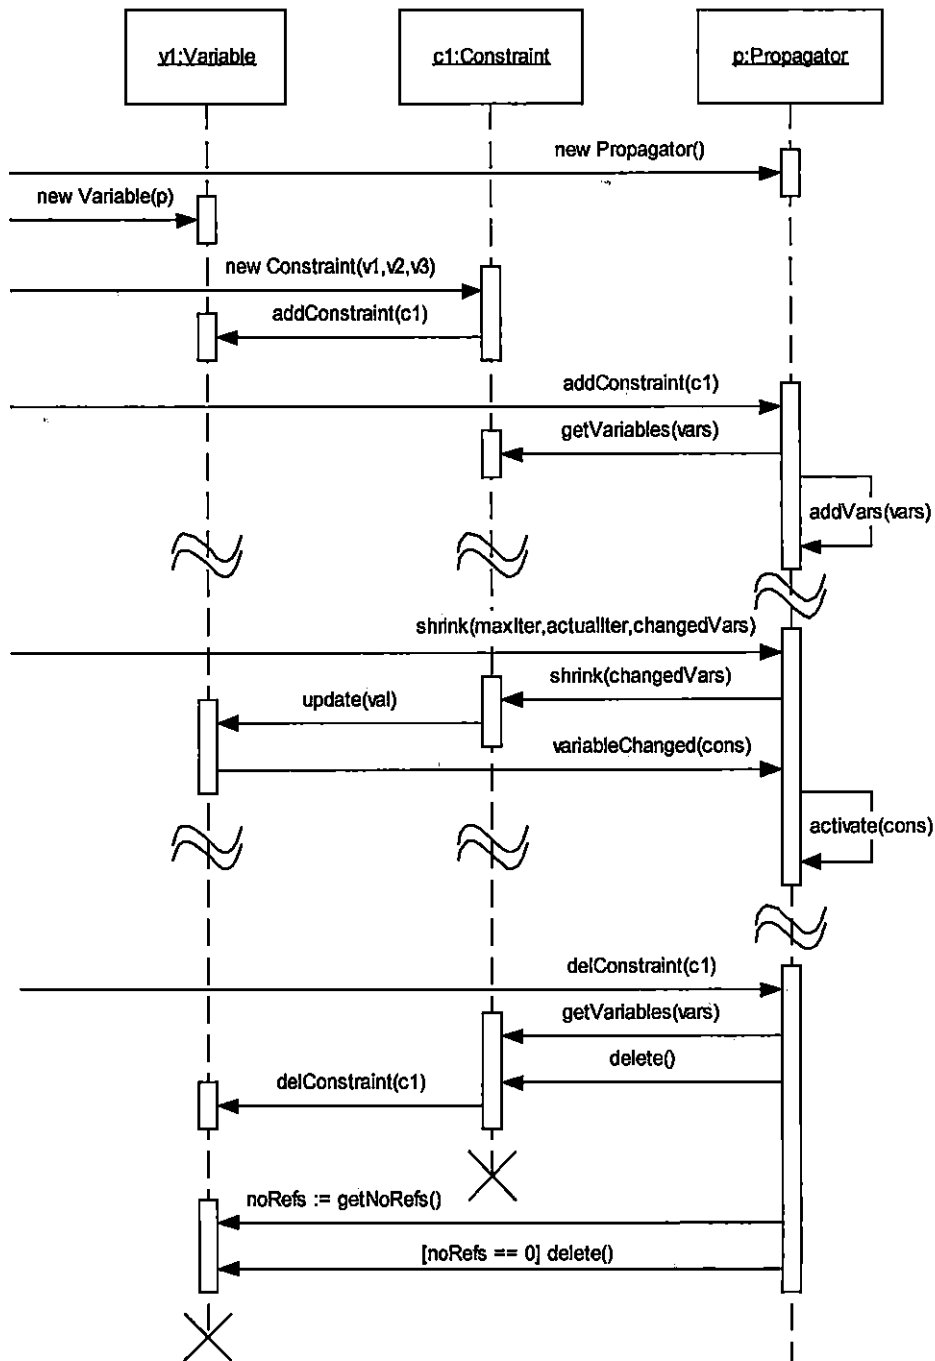 v1:Variable
c1:Constraint
p:Propagator
new Propagator()
new Variable(p)
new Constraint(v1,v2,v3)
addConstraint(c1)
addConstraint(c1)
getVariables(vars)
addVars(vars)
shrink(maxIter,actualIter,changedVars)
shrink(changedVars)
update(val)
variableChanged(cons)
activate(cons)
delConstraint(c1)
getVariables(vars)
delete()
delConstraint(c1)
noRefs := getNoRefs()
[noRefs == 0] delete()